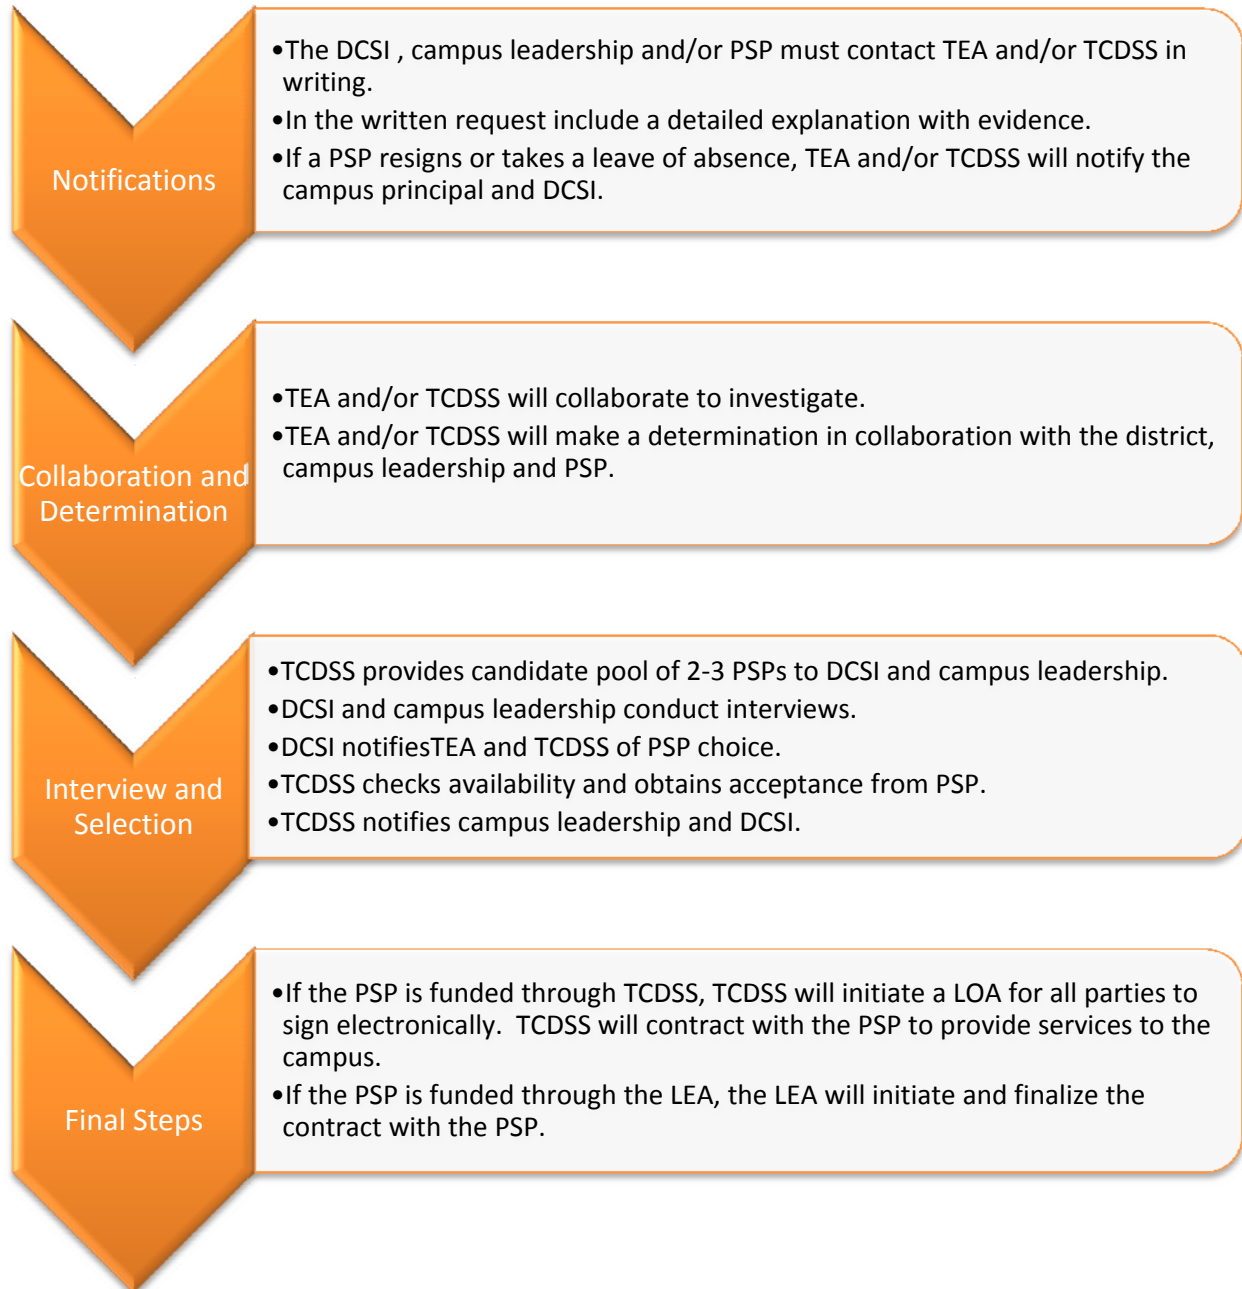 Notifications
•The DCSI , campus leadership and/or PSP must contact TEA and/or TCDSS in
writing.
•In the written request include a detailed explanation with evidence.
•If a PSP resigns or takes a leave of absence, TEA and/or TCDSS will notify the
campus principal and DCSI.
Collaboration and
Determination
•TEA and/or TCDSS will collaborate to investigate.
•TEA and/or TCDSS will make a determination in collaboration with the district,
campus leadership and PSP.
Interview and
Selection
•TCDSS provides candidate pool of 2-3 PSPs to DCSI and campus leadership.
•DCSI and campus leadership conduct interviews.
•DCSI notifiesTEA and TCDSS of PSP choice.
•TCDSS checks availability and obtains acceptance from PSP.
•TCDSS notifies campus leadership and DCSI.
Final Steps
•If the PSP is funded through TCDSS, TCDSS will initiate a LOA for all parties to
sign electronically.  TCDSS will contract with the PSP to provide services to the
campus.
•If the PSP is funded through the LEA, the LEA will initiate and finalize the
contract with the PSP.